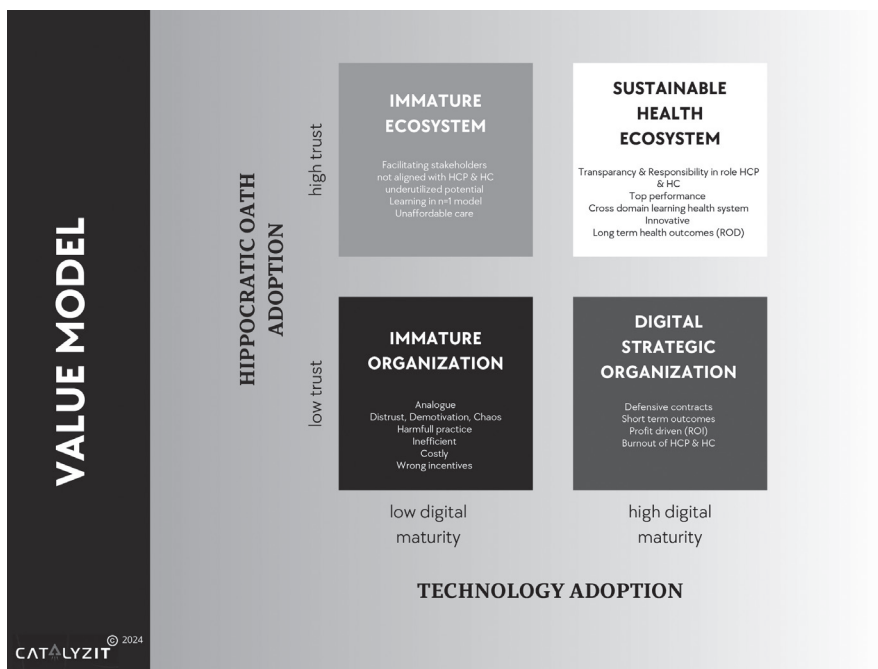 VALUE MODEL
HIPPOCRATIC OATH
ADOPTION
high trust
low trust
IMMATURE
ECOSYSTEM
Facilitating stakeholders
not aligned with HCP & HC
underutilized potential
Learning in n=1 model
Unaffordable care
SUSTAINABLE
HEALTH
ECOSYSTEM
Transparancy & Responsibility in role HCP
& HC
Top performance
Cross domain learning health system
Innovative
Long term health outcomes (ROD)
IMMATURE
ORGANIZATION
Analogue
Distrust, Demotivation, Chaos
Harmfull practice
Inefficient
Costly
Wrong incentives
DIGITAL
STRATEGIC
ORGANIZATION
Defensive contracts
Short term outcomes
Profit driven (ROI)
Burnout of HCP & HC
low digital
maturity
high digital
maturity
TECHNOLOGY ADOPTION
CATALYZIT © 2024